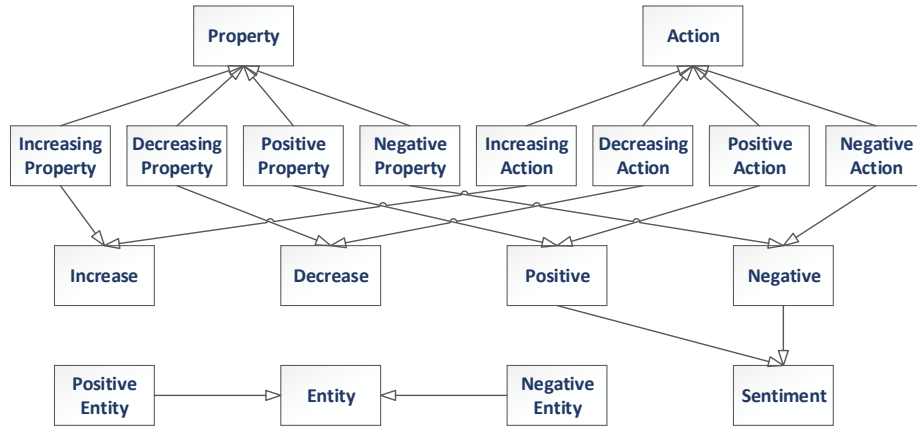 Property
Action
Increasing
Property
Decreasing
Property
Positive
Property
Negative
Property
Increasing
Action
Decreasing
Action
Positive
Action
Negative
Action
Increase
Decrease
Positive
Negative
Positive
Entity
Entity
Negative
Entity
Sentiment